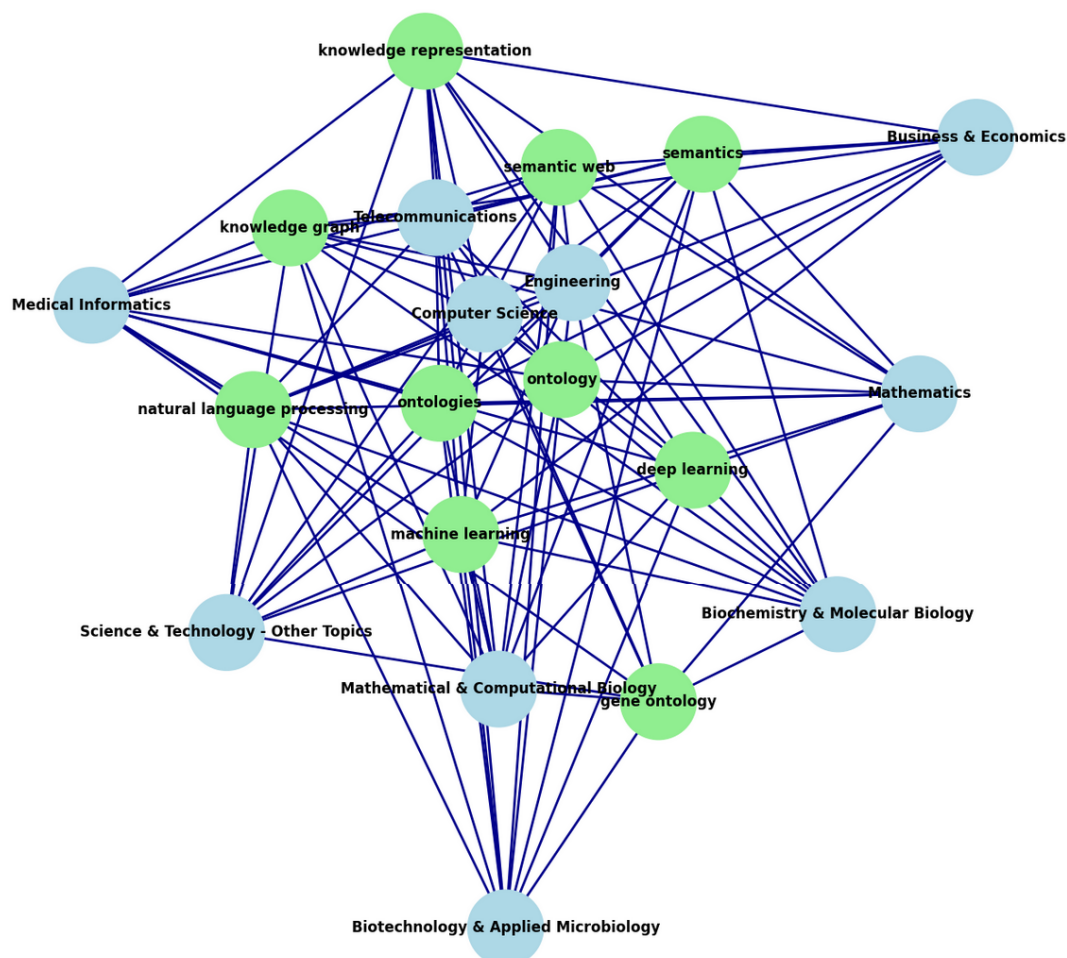 knowledge representation
Business & Economics
semantics
semantic web
Telecommunications
knowledge graph
Engineering
Medical Informatics
Computer Science
ontology
Mathematics
ontologies
natural language processing
deep learning
machine learning
Biochemistry & Molecular Biology
Science & Technology - Other Topics
Mathematical & Computational Biology
gene ontology
Biotechnology & Applied Microbiology